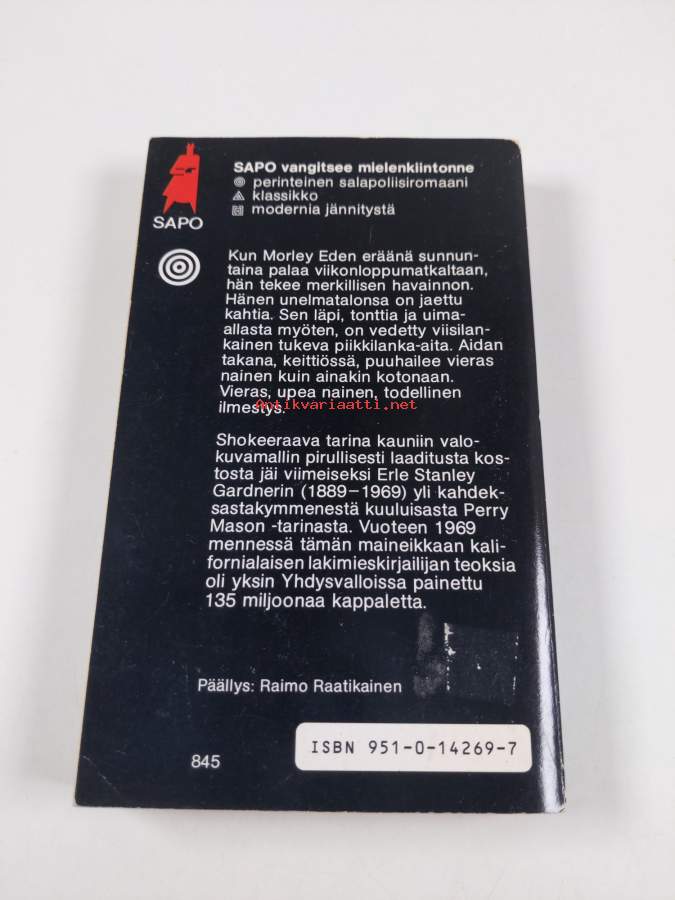 SAPO
SAPO vangitsee mielenkiintonne
perinteinen salapoliisiromaani
klassikko
modernia jännitystä
Kun Morley Eden eräänä sunnun-
taina palaa viikonloppumatkaltaan,
hän tekee merkillisen havainnon.
Hänen unelmatalonsa on jaettu
kahtia. Sen läpi, tonttia ja uima-
allasta myöten, on vedetty viisilan-
kainen tukeva piikkilanka-aita. Aidan
takana, keittiössä, puuhailee vieras
nainen kuin ainakin kotonaan.
Vieras, upea nainen, todellinen
ilmestys.
Antikvariaatti.net
Shokeeraava tarina kauniin valo-
kuvamallin pirullisesti laaditusta kos-
tosta jäi viimeiseksi Erle Stanley
Gardnerin (1889–1969) yli kahdek-
sastakymmenestä kuuluisasta Perry
Mason -tarinasta. Vuoteen 1969
mennessä tämän maineikkaan kali-
fornialaisen lakimieskirjailijan teoksia
oli yksin Yhdysvalloissa painettu
135 miljoonaa kappaletta.
Päällys: Raimo Raatikainen
845
ISBN 951-0-14269-7